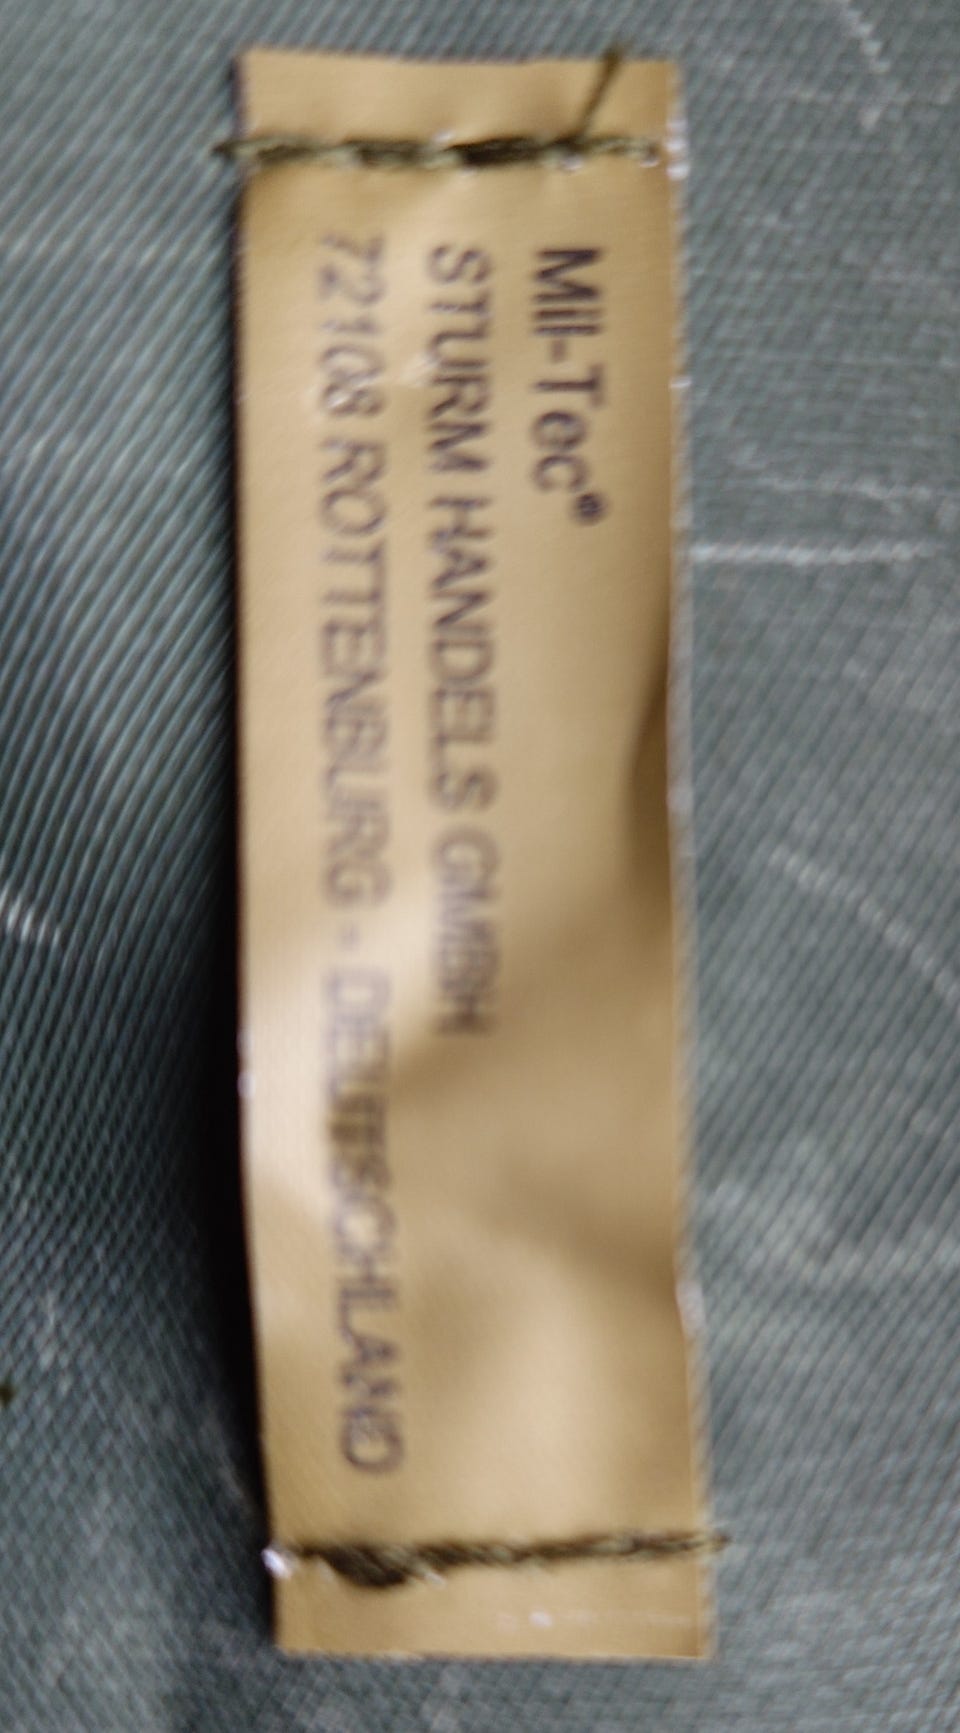 Mil-Tec®
STURM HANDELS GMBH
72108 ROTTENBURG - DEUTSCHLAND